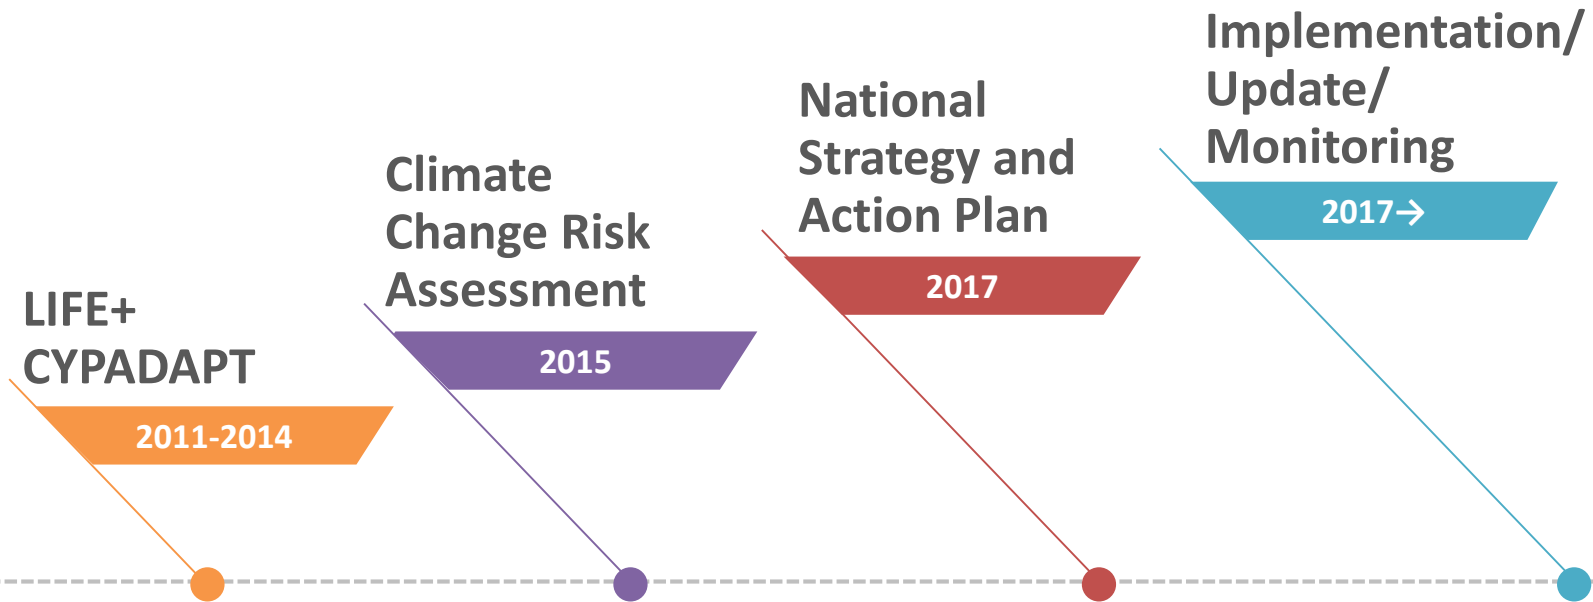 LIFE+
CYPADAPT
2011-2014
Climate
Change Risk
Assessment
2015
National
Strategy and
Action Plan
2017
Implementation/
Update/
Monitoring
2017→